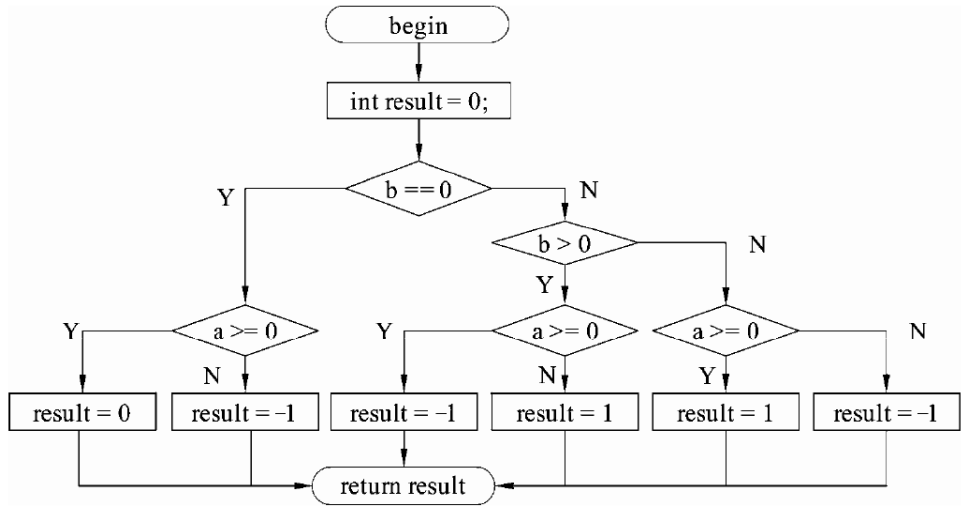 begin
int result = 0;
b == 0
Y
N
b > 0
N
Y
a >= 0
Y
N
a >= 0
Y
N
a >= 0
Y
N
result = 0
result = –1
result = –1
result = 1
result = 1
result = –1
return result